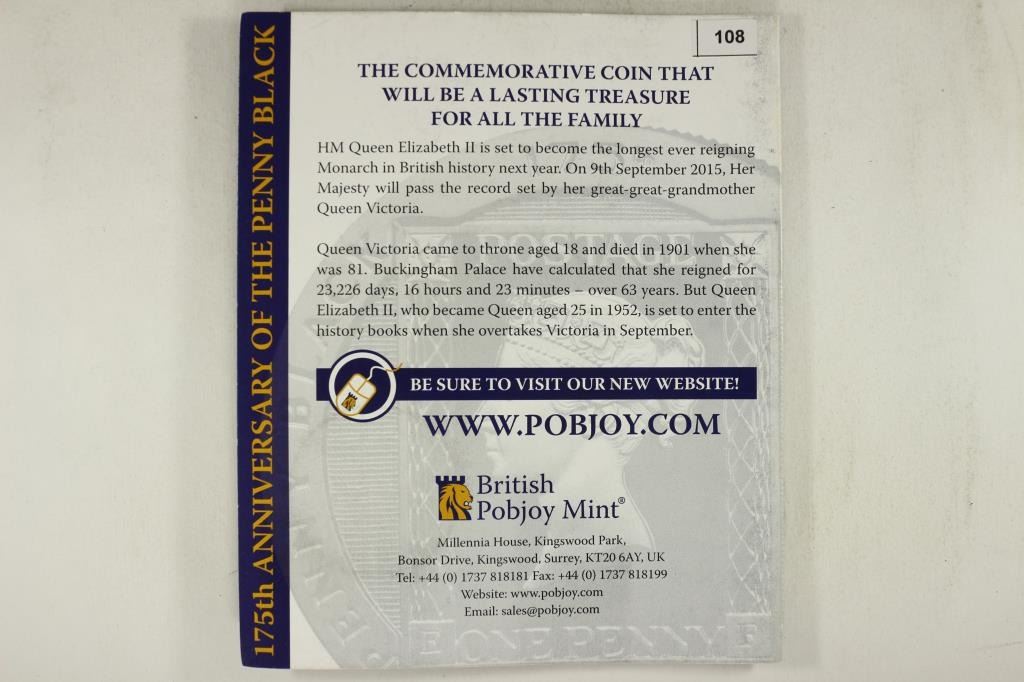 175th ANNIVERSARY OF THE PENNY BLACK
108
THE COMMEMORATIVE COIN THAT
WILL BE A LASTING TREASURE
FOR ALL THE FAMILY
HM Queen Elizabeth II is set to become the longest ever reigning
Monarch in British history next year. On 9th September 2015, Her
Majesty will pass the record set by her great-great-grandmother
Queen Victoria.
Queen Victoria came to throne aged 18 and died in 1901 when she
was 81. Buckingham Palace have calculated that she reigned for
23,226 days, 16 hours and 23 minutes – over 63 years. But Queen
Elizabeth II, who became Queen aged 25 in 1952, is set to enter the
history books when she overtakes Victoria in September.
BE SURE TO VISIT OUR NEW WEBSITE!
WWW.POBJOY.COM
British
Pobjoy Mint®
Millennia House, Kingswood Park,
Bonsor Drive, Kingswood, Surrey, KT20 6AY, UK
Tel: +44 (0) 1737 818181 Fax: +44 (0) 1737 818199
Website: www.pobjoy.com
Email: sales@pobjoy.com
POSTAGE
E ONE PENNY F